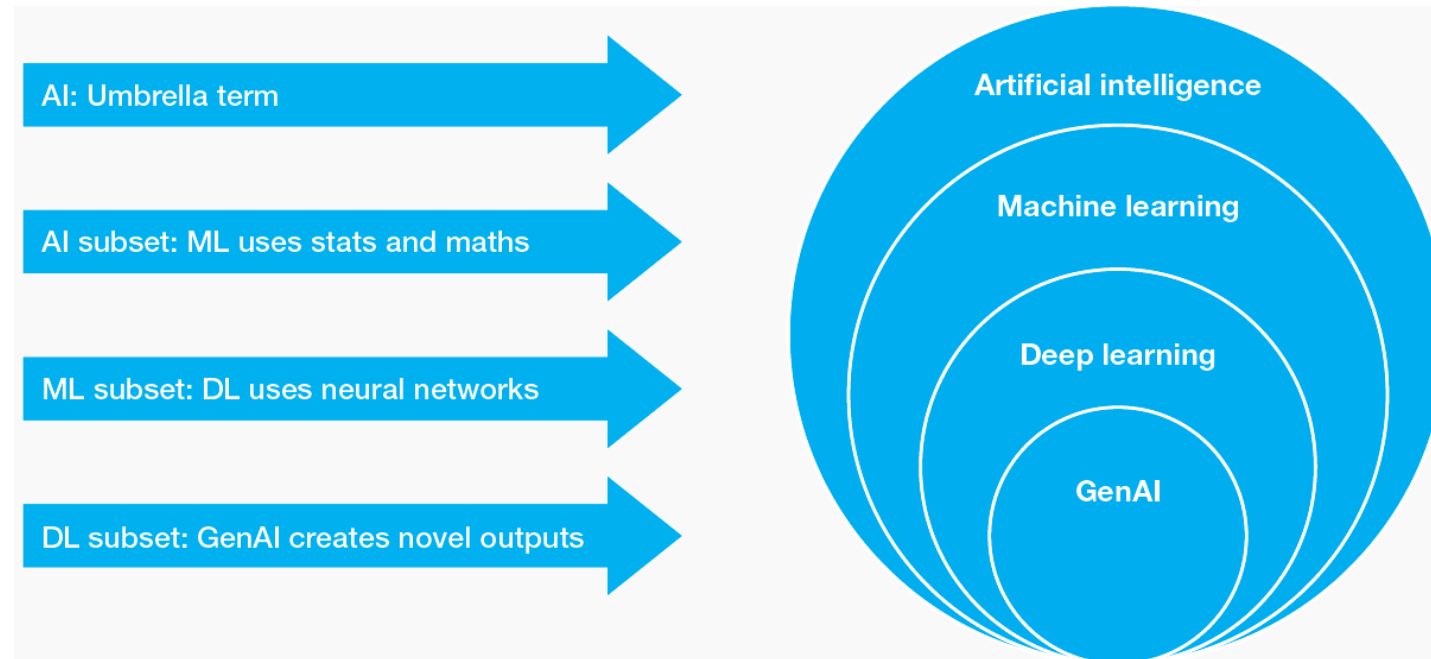 AI: Umbrella term
AI subset: ML uses stats and maths
ML subset: DL uses neural networks
DL subset: GenAI creates novel outputs
Artificial intelligence
Machine learning
Deep learning
GenAI